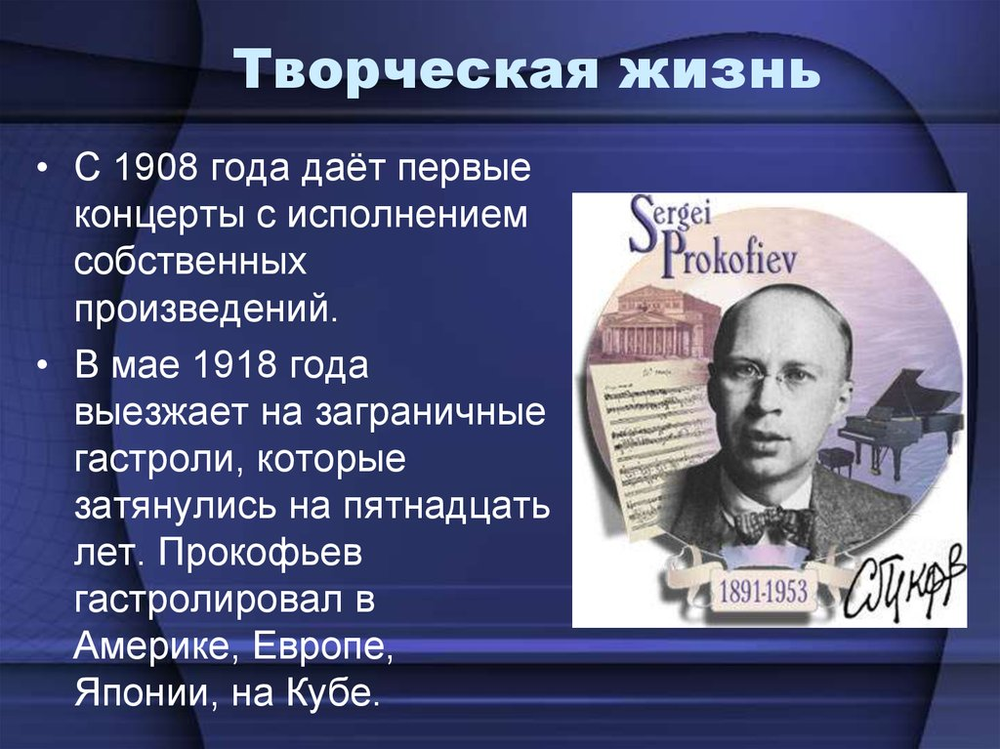 Творческая жизнь
• С 1908 года даёт первые
концерты с исполнением
собственных
произведений.
• В мае 1918 года
выезжает на заграничные
гастроли, которые
затянулись на пятнадцать
лет. Прокофьев
гастролировал в
Америке, Европе,
Японии, на Кубе.
Sergei
Prokofiev
1891-1953